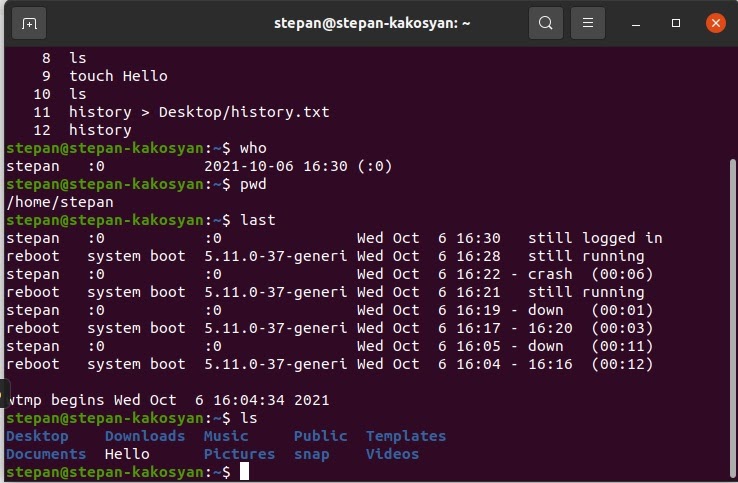 stepan@stepan-kakosyan: ~
8 ls
9 touch Hello
10 ls
11 history > Desktop/history.txt
12 history
stepan@stepan-kakosyan:~$ who
stepan   :0           2021-10-06 16:30 (:0)
stepan@stepan-kakosyan:~$ pwd
/home/stepan
stepan@stepan-kakosyan:~$ last
stepan   :0           :0               Wed Oct  6 16:30   still logged in
reboot   system boot  5.11.0-37-generi Wed Oct  6 16:28   still running
stepan   :0           :0               Wed Oct  6 16:22 - crash  (00:06)
reboot   system boot  5.11.0-37-generi Wed Oct  6 16:21   still running
stepan   :0           :0               Wed Oct  6 16:19 - down   (00:01)
reboot   system boot  5.11.0-37-generi Wed Oct  6 16:17 - 16:20  (00:03)
stepan   :0           :0               Wed Oct  6 16:05 - down   (00:11)
reboot   system boot  5.11.0-37-generi Wed Oct  6 16:04 - 16:16  (00:12)
wtmp begins Wed Oct  6 16:04:34 2021
stepan@stepan-kakosyan:~$ ls
Desktop    Downloads  Music     Public  Templates
Documents  Hello      Pictures  snap    Videos
stepan@stepan-kakosyan:~$